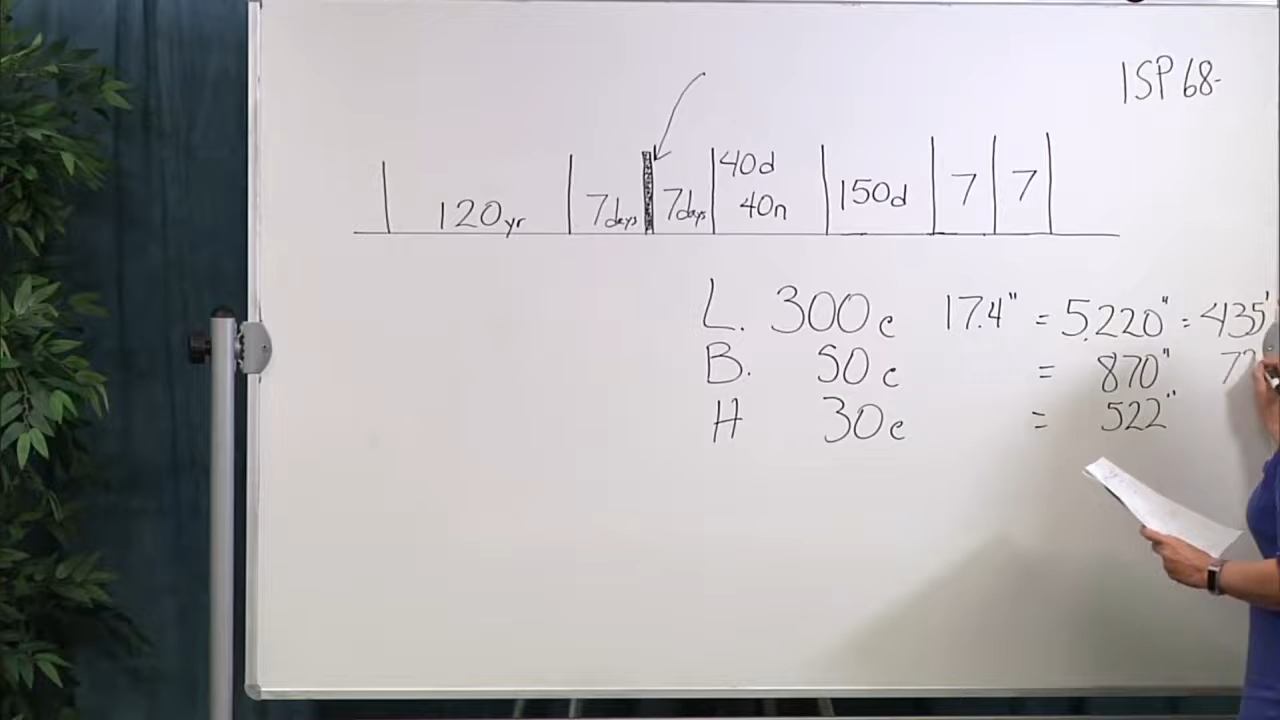 1SP 68-
40d
120yr 7days 7days 40n 150d 7 7
L. 300c 17.4" = 5,220" = 435'
B. 50c = 870"
H 30c = 522"